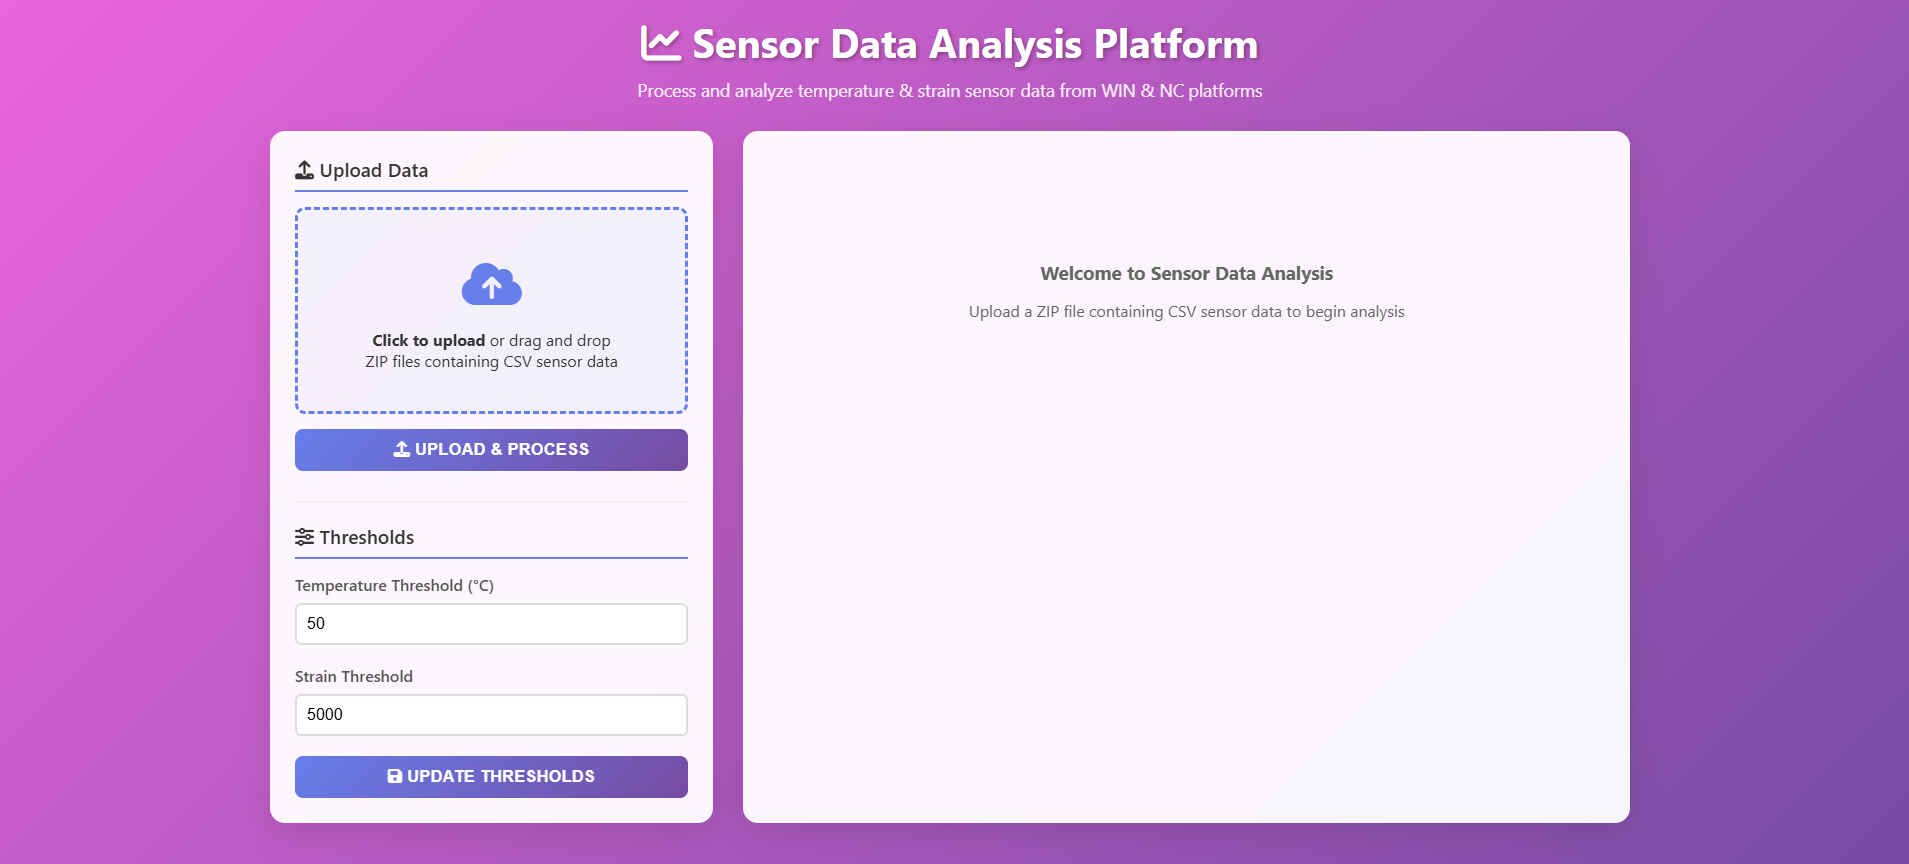 Sensor Data Analysis Platform
Process and analyze temperature & strain sensor data from WIN & NC platforms
Upload Data
Click to upload or drag and drop
ZIP files containing CSV sensor data
UPLOAD & PROCESS
Thresholds
Temperature Threshold (°C)
50
Strain Threshold
5000
UPDATE THRESHOLDS
Welcome to Sensor Data Analysis
Upload a ZIP file containing CSV sensor data to begin analysis